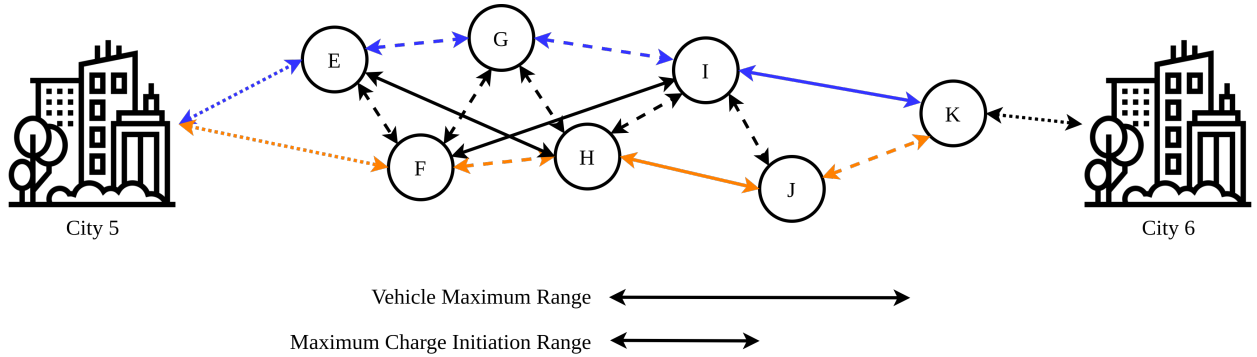 G
E
I
K
H
F
J
City 5
City 6
Vehicle Maximum Range
Maximum Charge Initiation Range